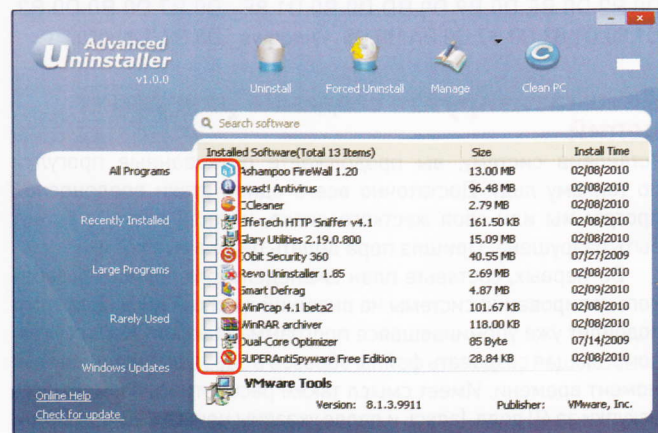 Advanced
Uninstaller
v1.0.0
Uninstall
Forced Uninstall
Manage
Clean PC
Search software
Installed Software(Total 13 Items) Size Install Time
All Programs
Recently Installed
Large Programs
Rarely Used
Windows Updates
Online Help
Check for update
Ashampoo FireWall 1.20 13.00 MB 02/08/2010
avast! Antivirus 96.48 MB 02/08/2010
CCleaner 2.79 MB 02/08/2010
EffeTech HTTP Sniffer v4.1 161.50 KB 02/08/2010
Glary Utilities 2.19.0.800 15.09 MB 02/08/2010
IObit Security 360 40.55 MB 07/27/2009
Revo Uninstaller 1.85 2.69 MB 02/08/2010
Smart Defrag 4.87 MB 02/09/2010
WinPcap 4.1 beta2 101.67 KB 02/08/2010
WinRAR archiver 118.00 KB 02/08/2010
Dual-Core Optimizer 85 Byte 07/14/2009
SUPERAntiSpyware Free Edition 28.84 KB 02/08/2010
VMware Tools
Version: 8.1.3.9911 Publisher: VMware, Inc.